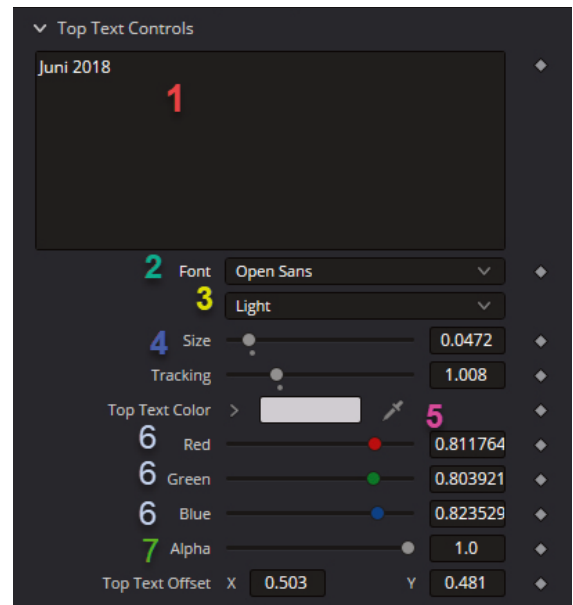 Top Text Controls
Juni 2018
1
2 Font Open Sans
3 Light
4 Size 0.0472
Tracking 1.008
Top Text Color 5
6 Red 0.811764
6 Green 0.803921
6 Blue 0.823529
7 Alpha 1.0
Top Text Offset X 0.503 Y 0.481